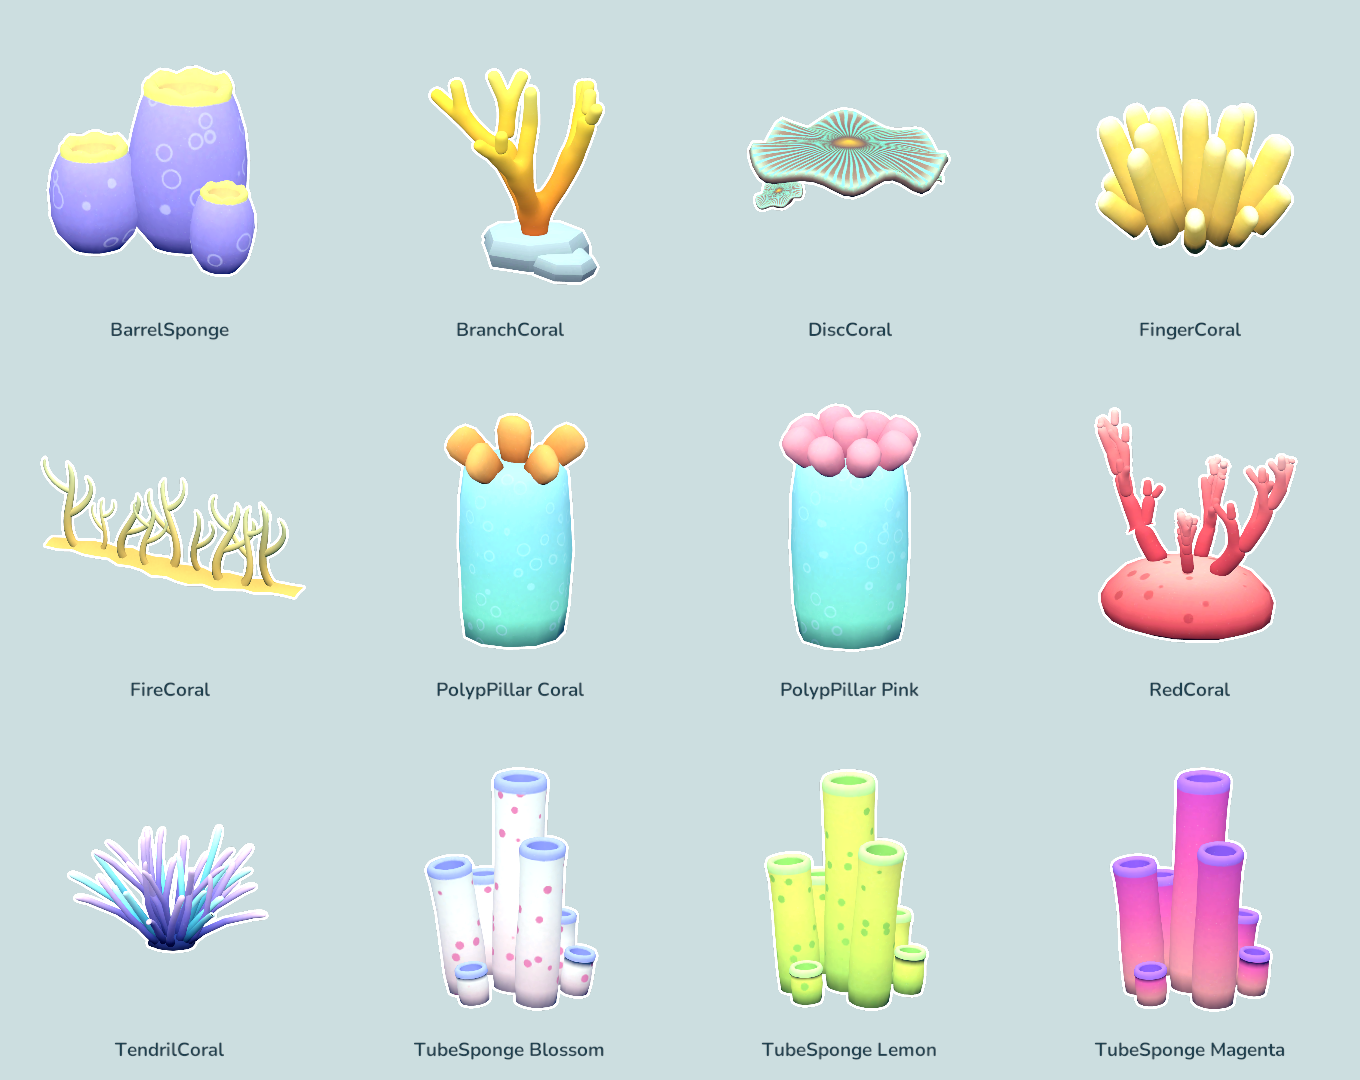 BarrelSponge
BranchCoral
DiscCoral
FingerCoral
FireCoral
PolypPillar Coral
PolypPillar Pink
RedCoral
TendrilCoral
TubeSponge Blossom
TubeSponge Lemon
TubeSponge Magenta